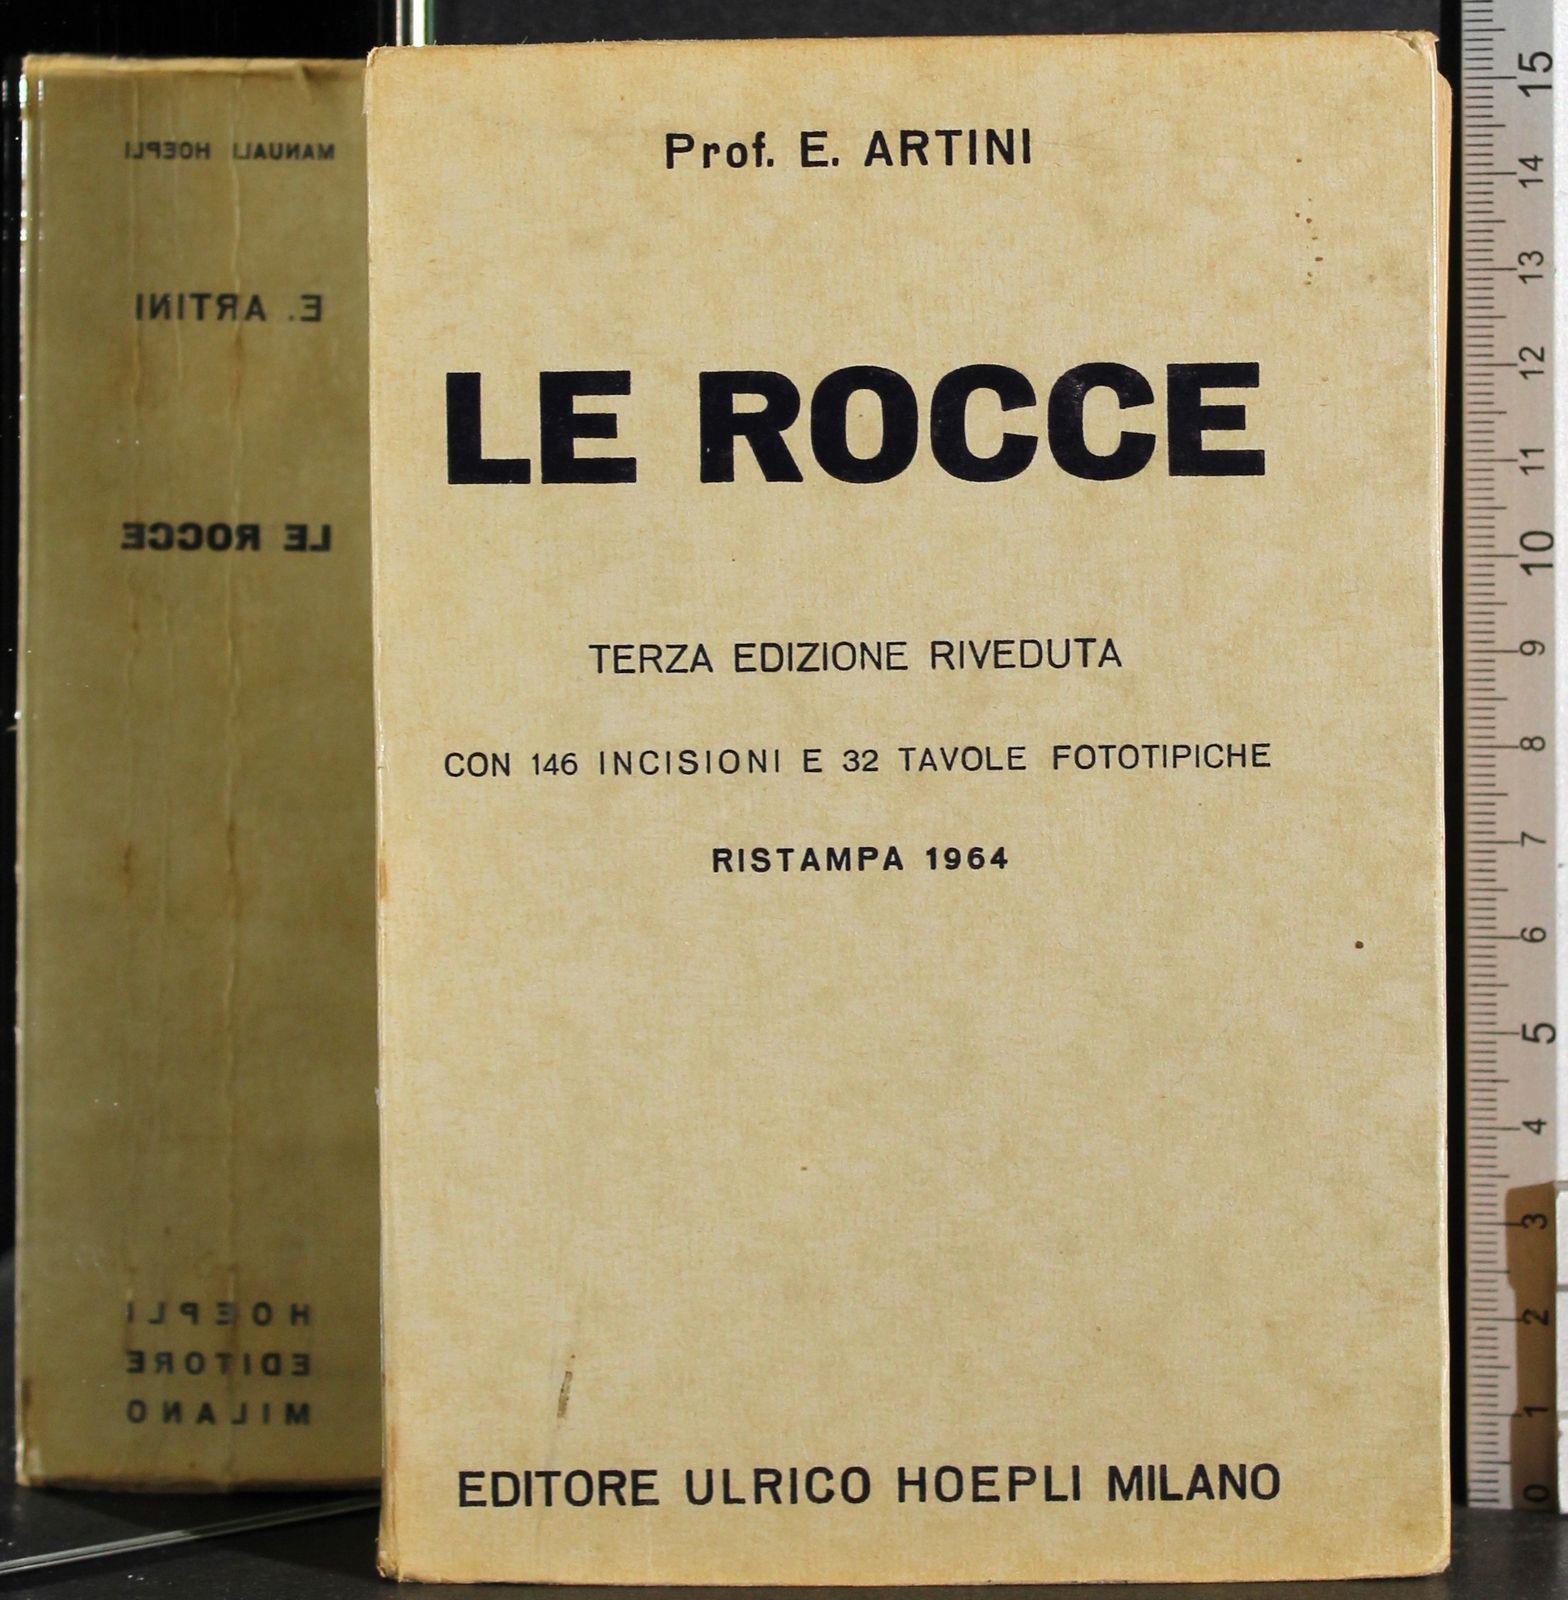 Prof. E. ARTINI
LE ROCCE
TERZA EDIZIONE RIVEDUTA
CON 146 INCISIONI E 32 TAVOLE FOTOTIPICHE
RISTAMPA 1964
EDITORE ULRICO HOEPLI MILANO
MANUALI HOEPLI
E. ARTINI
LE ROCCE
HOEPLI
EDITORE
MILANO
15
14
13
12
11
10
9
8
7
6
5
4
3
2
1
0